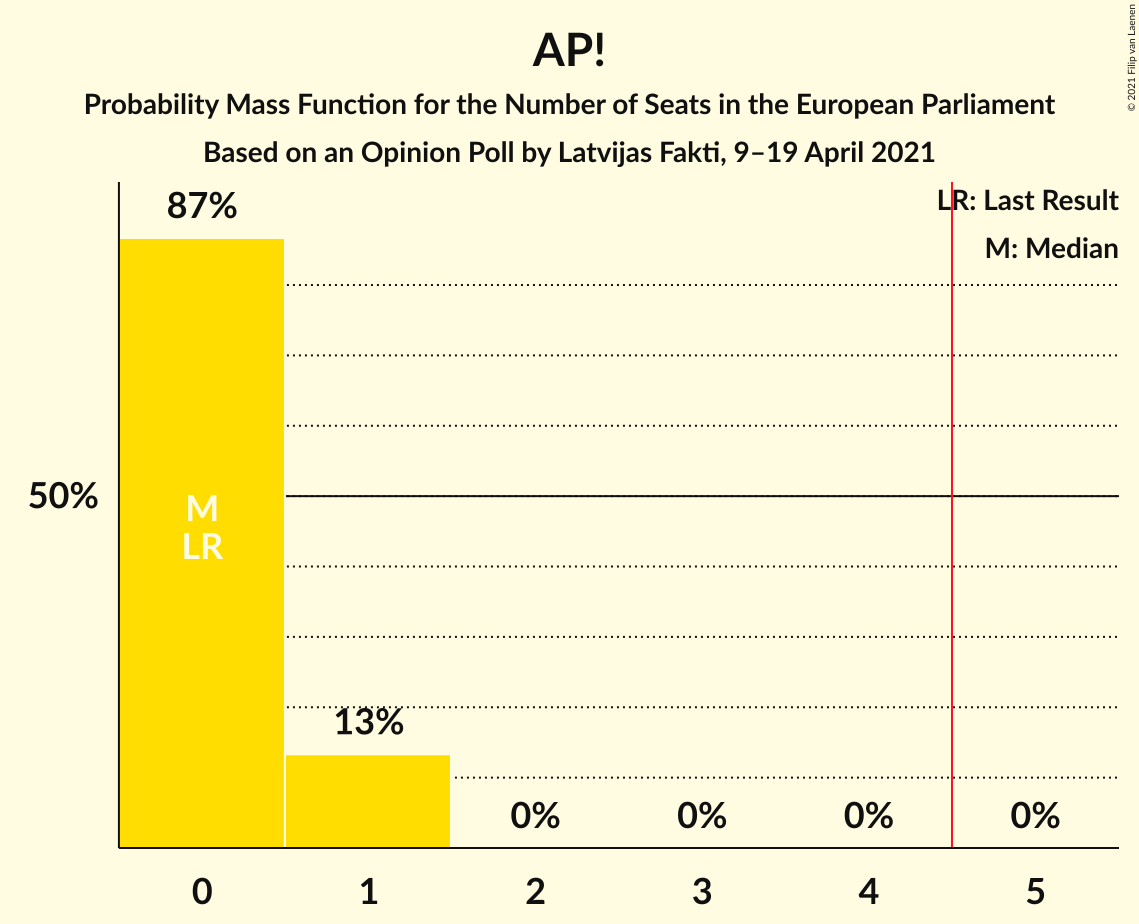 AP!
Probability Mass Function for the Number of Seats in the European Parliament
Based on an Opinion Poll by Latvijas Fakti, 9–19 April 2021
© 2021 Filip van Laenen
LR: Last Result
M: Median
87%
50%
M
LR
13%
0%
0%
0%
0%
0
1
2
3
4
5